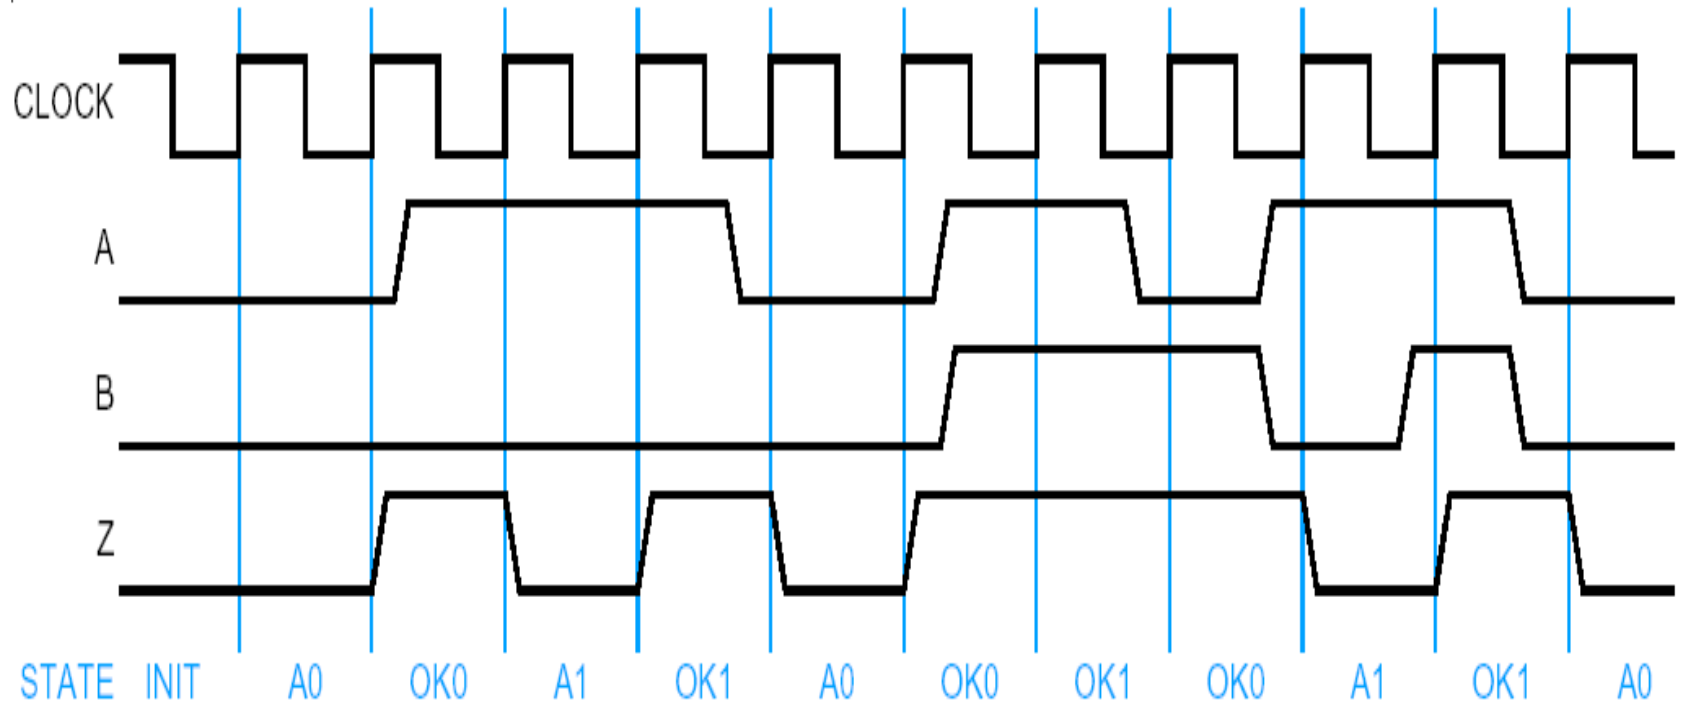 CLOCK
A
B
Z
STATE INIT A0 OK0 A1 OK1 A0 OK0 OK1 OK0 A1 OK1 A0